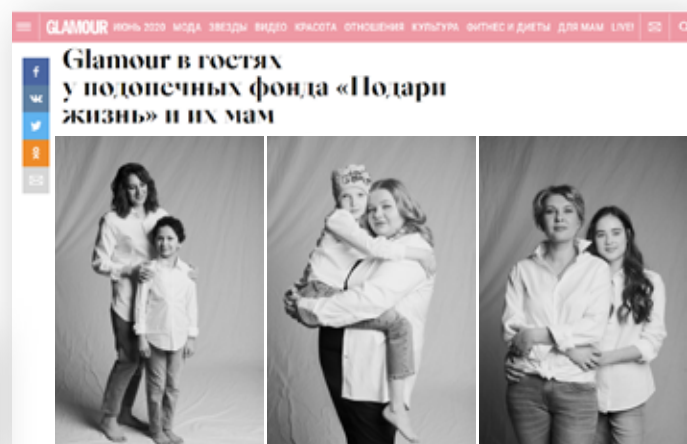 GLAMOUR ИЮНЬ 2020 МОДА ЗВЕЗДЫ ВИДЕО КРАСОТА ОТНОШЕНИЯ КУЛЬТУРА ФИТНЕС И ДИЕТЫ ДЛЯ МАМ LIVE!
Glamour в гостях
у подопечных фонда «Подари
жизнь» и их мам